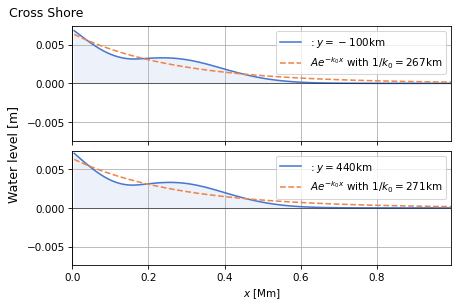 Cross Shore
0.005
0.000
−0.005
: y = −100km
Ae^{−k₀x} with 1/k₀ = 267km
Water level [m]
0.005
0.000
−0.005
: y = 440km
Ae^{−k₀x} with 1/k₀ = 271km
0.0 0.2 0.4 0.6 0.8
x [Mm]